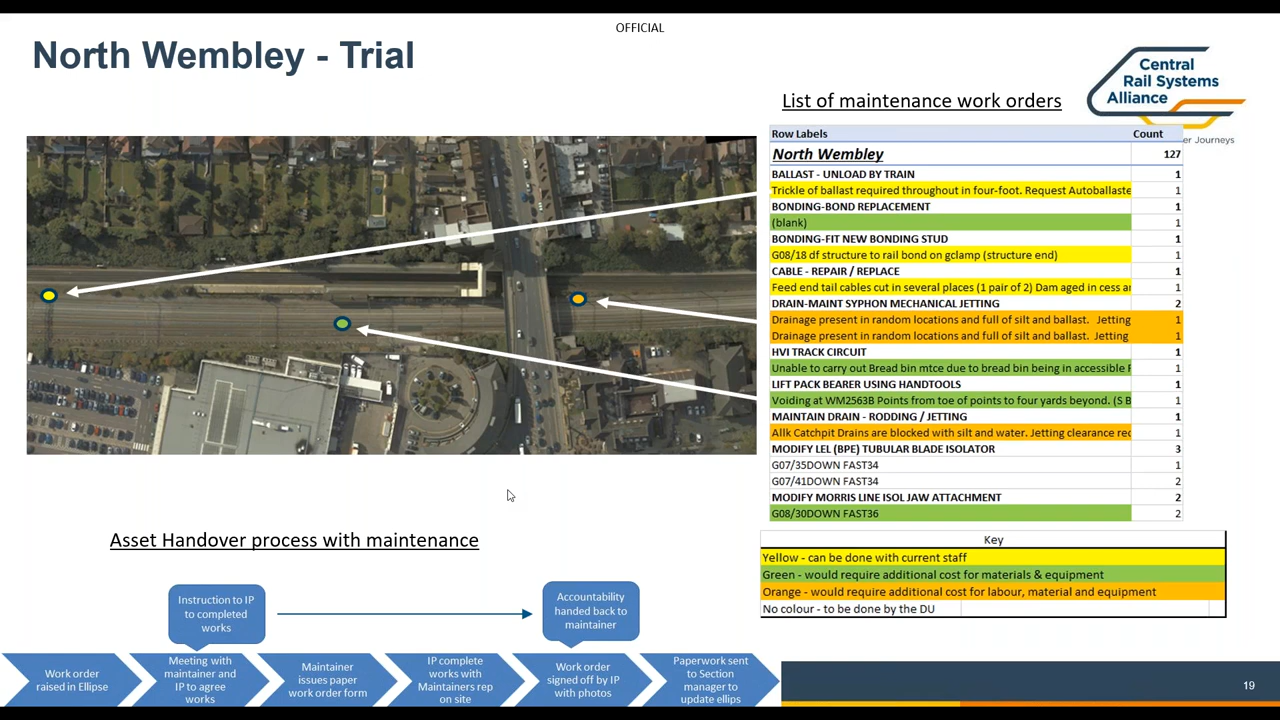 OFFICIAL
North Wembley - Trial
Central
Rail Systems
Alliance
er Journeys
List of maintenance work orders
Row Labels Count
North Wembley 127
BALLAST - UNLOAD BY TRAIN 1
Trickle of ballast required throughout in four-foot. Request Autoballaste 1
BONDING-BOND REPLACEMENT 1
(blank) 1
BONDING-FIT NEW BONDING STUD 1
G08/18 df structure to rail bond on gclamp (structure end) 1
CABLE - REPAIR / REPLACE 1
Feed end tail cables cut in several places (1 pair of 2) Dam aged in cess ar 1
DRAIN-MAINT SYPHON MECHANICAL JETTING 2
Drainage present in random locations and full of silt and ballast. Jetting 1
Drainage present in random locations and full of silt and ballast. Jetting 1
HVI TRACK CIRCUIT 1
Unable to carry out Bread bin mtce due to bread bin being in accessible F 1
LIFT PACK BEARER USING HANDTOOLS 1
Voiding at WM2563B Points from toe of points to four yards beyond. (S B 1
MAINTAIN DRAIN - RODDING / JETTING 1
Allk Catchpit Drains are blocked with silt and water. Jetting clearance rec 1
MODIFY LEL (BPE) TUBULAR BLADE ISOLATOR 3
G07/35DOWN FAST34 1
G07/41DOWN FAST34 2
MODIFY MORRIS LINE ISOL JAW ATTACHMENT 2
G08/30DOWN FAST36 2
Key
Yellow - can be done with current staff
Green - would require additional cost for materials & equipment
Orange - would require additional cost for labour, material and equipment
No colour - to be done by the DU
Asset Handover process with maintenance
Instruction to IP
to completed
works
Accountability
handed back to
maintainer
Work order
raised in Ellipse
Meeting with
maintainer and
IP to agree
works
Maintainer
issues paper
work order form
IP complete
works with
Maintainers rep
on site
Work order
signed off by IP
with photos
Paperwork sent
to Section
manager to
update ellips
19